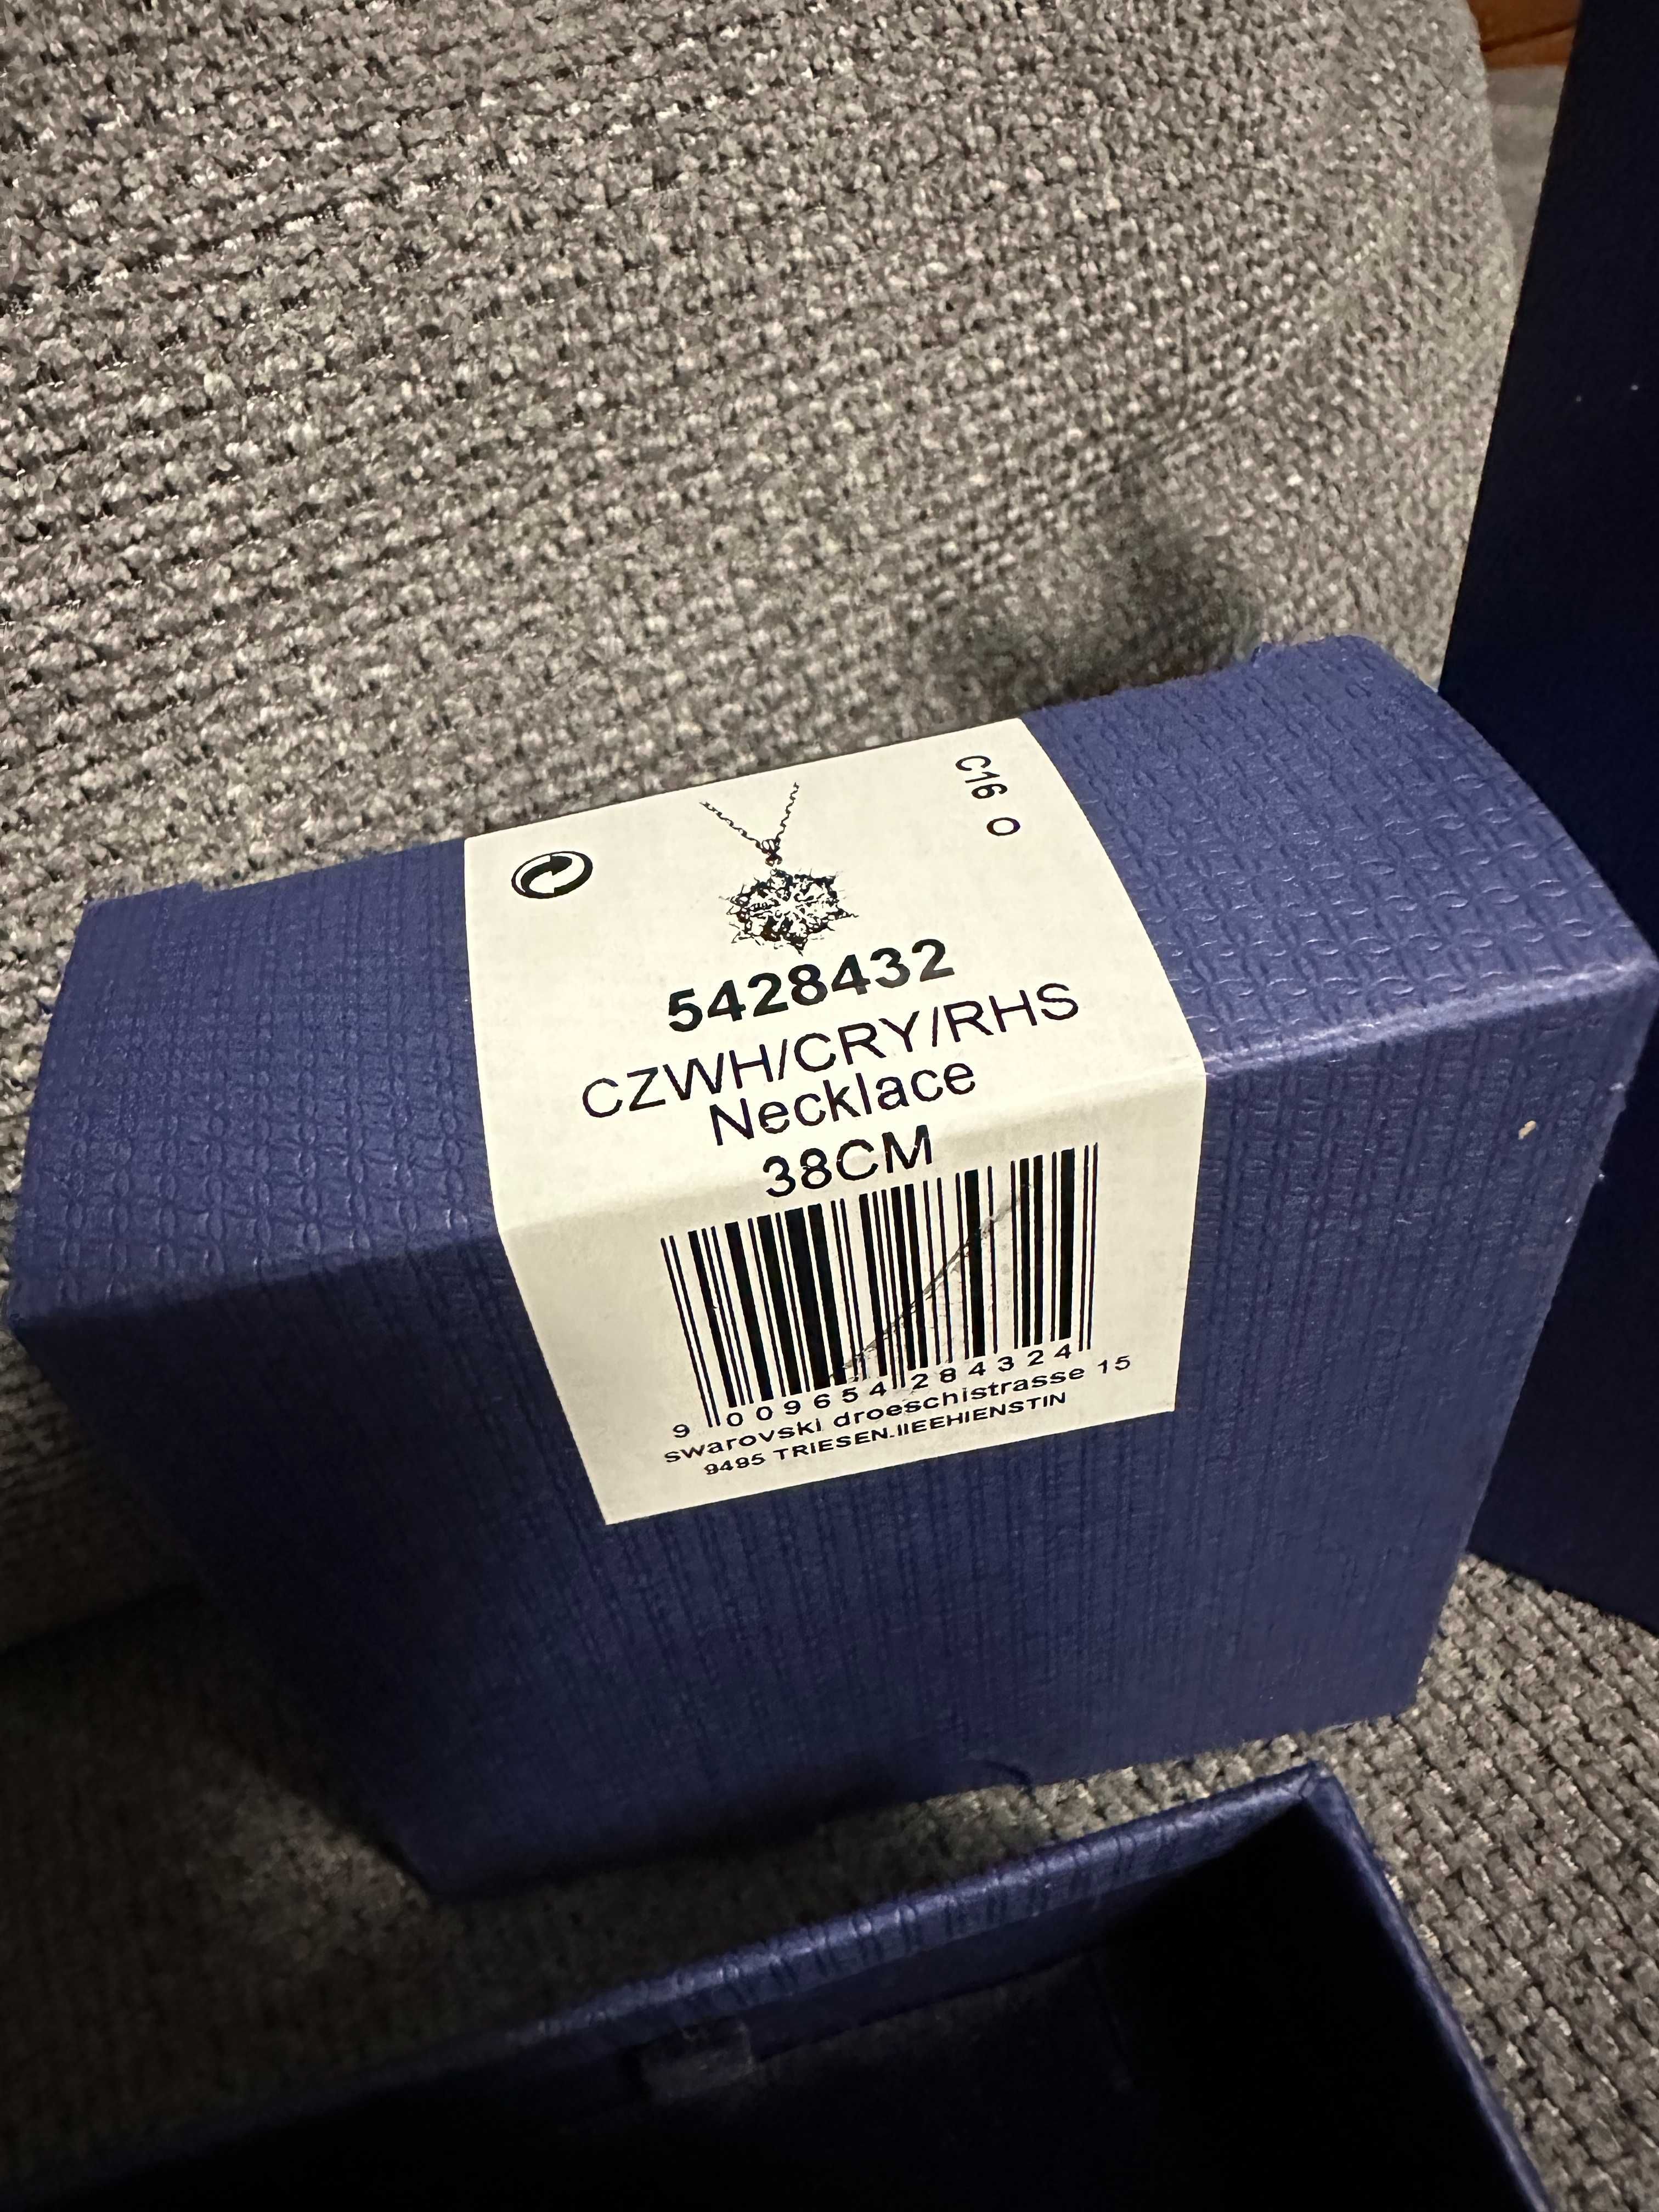 C16 O
5428432
CZWH/CRY/RHS
Necklace
38CM
9 009654 284324
swarovski droeschistrasse 15
9495 TRIESEN.IIEEHIENSTIN